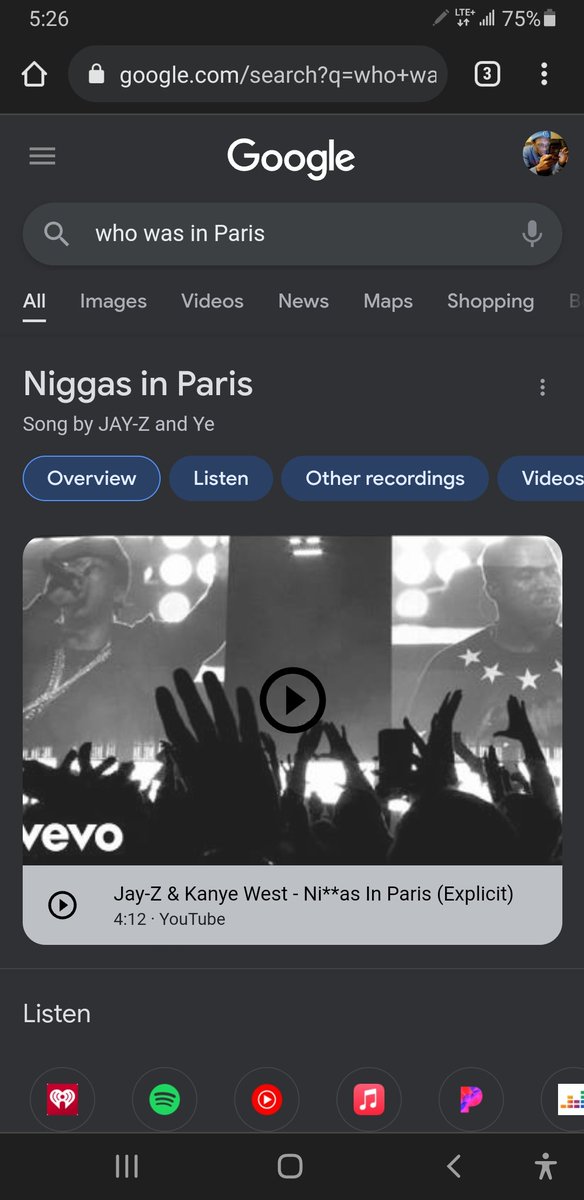 5:26
LTE+
75%
google.com/search?q=who+wa
3
Google
who was in Paris
All Images Videos News Maps Shopping B
Niggas in Paris
Song by JAY-Z and Ye
Overview Listen Other recordings Videos
vevo
Jay-Z & Kanye West - Ni**as In Paris (Explicit)
4:12 · YouTube
Listen